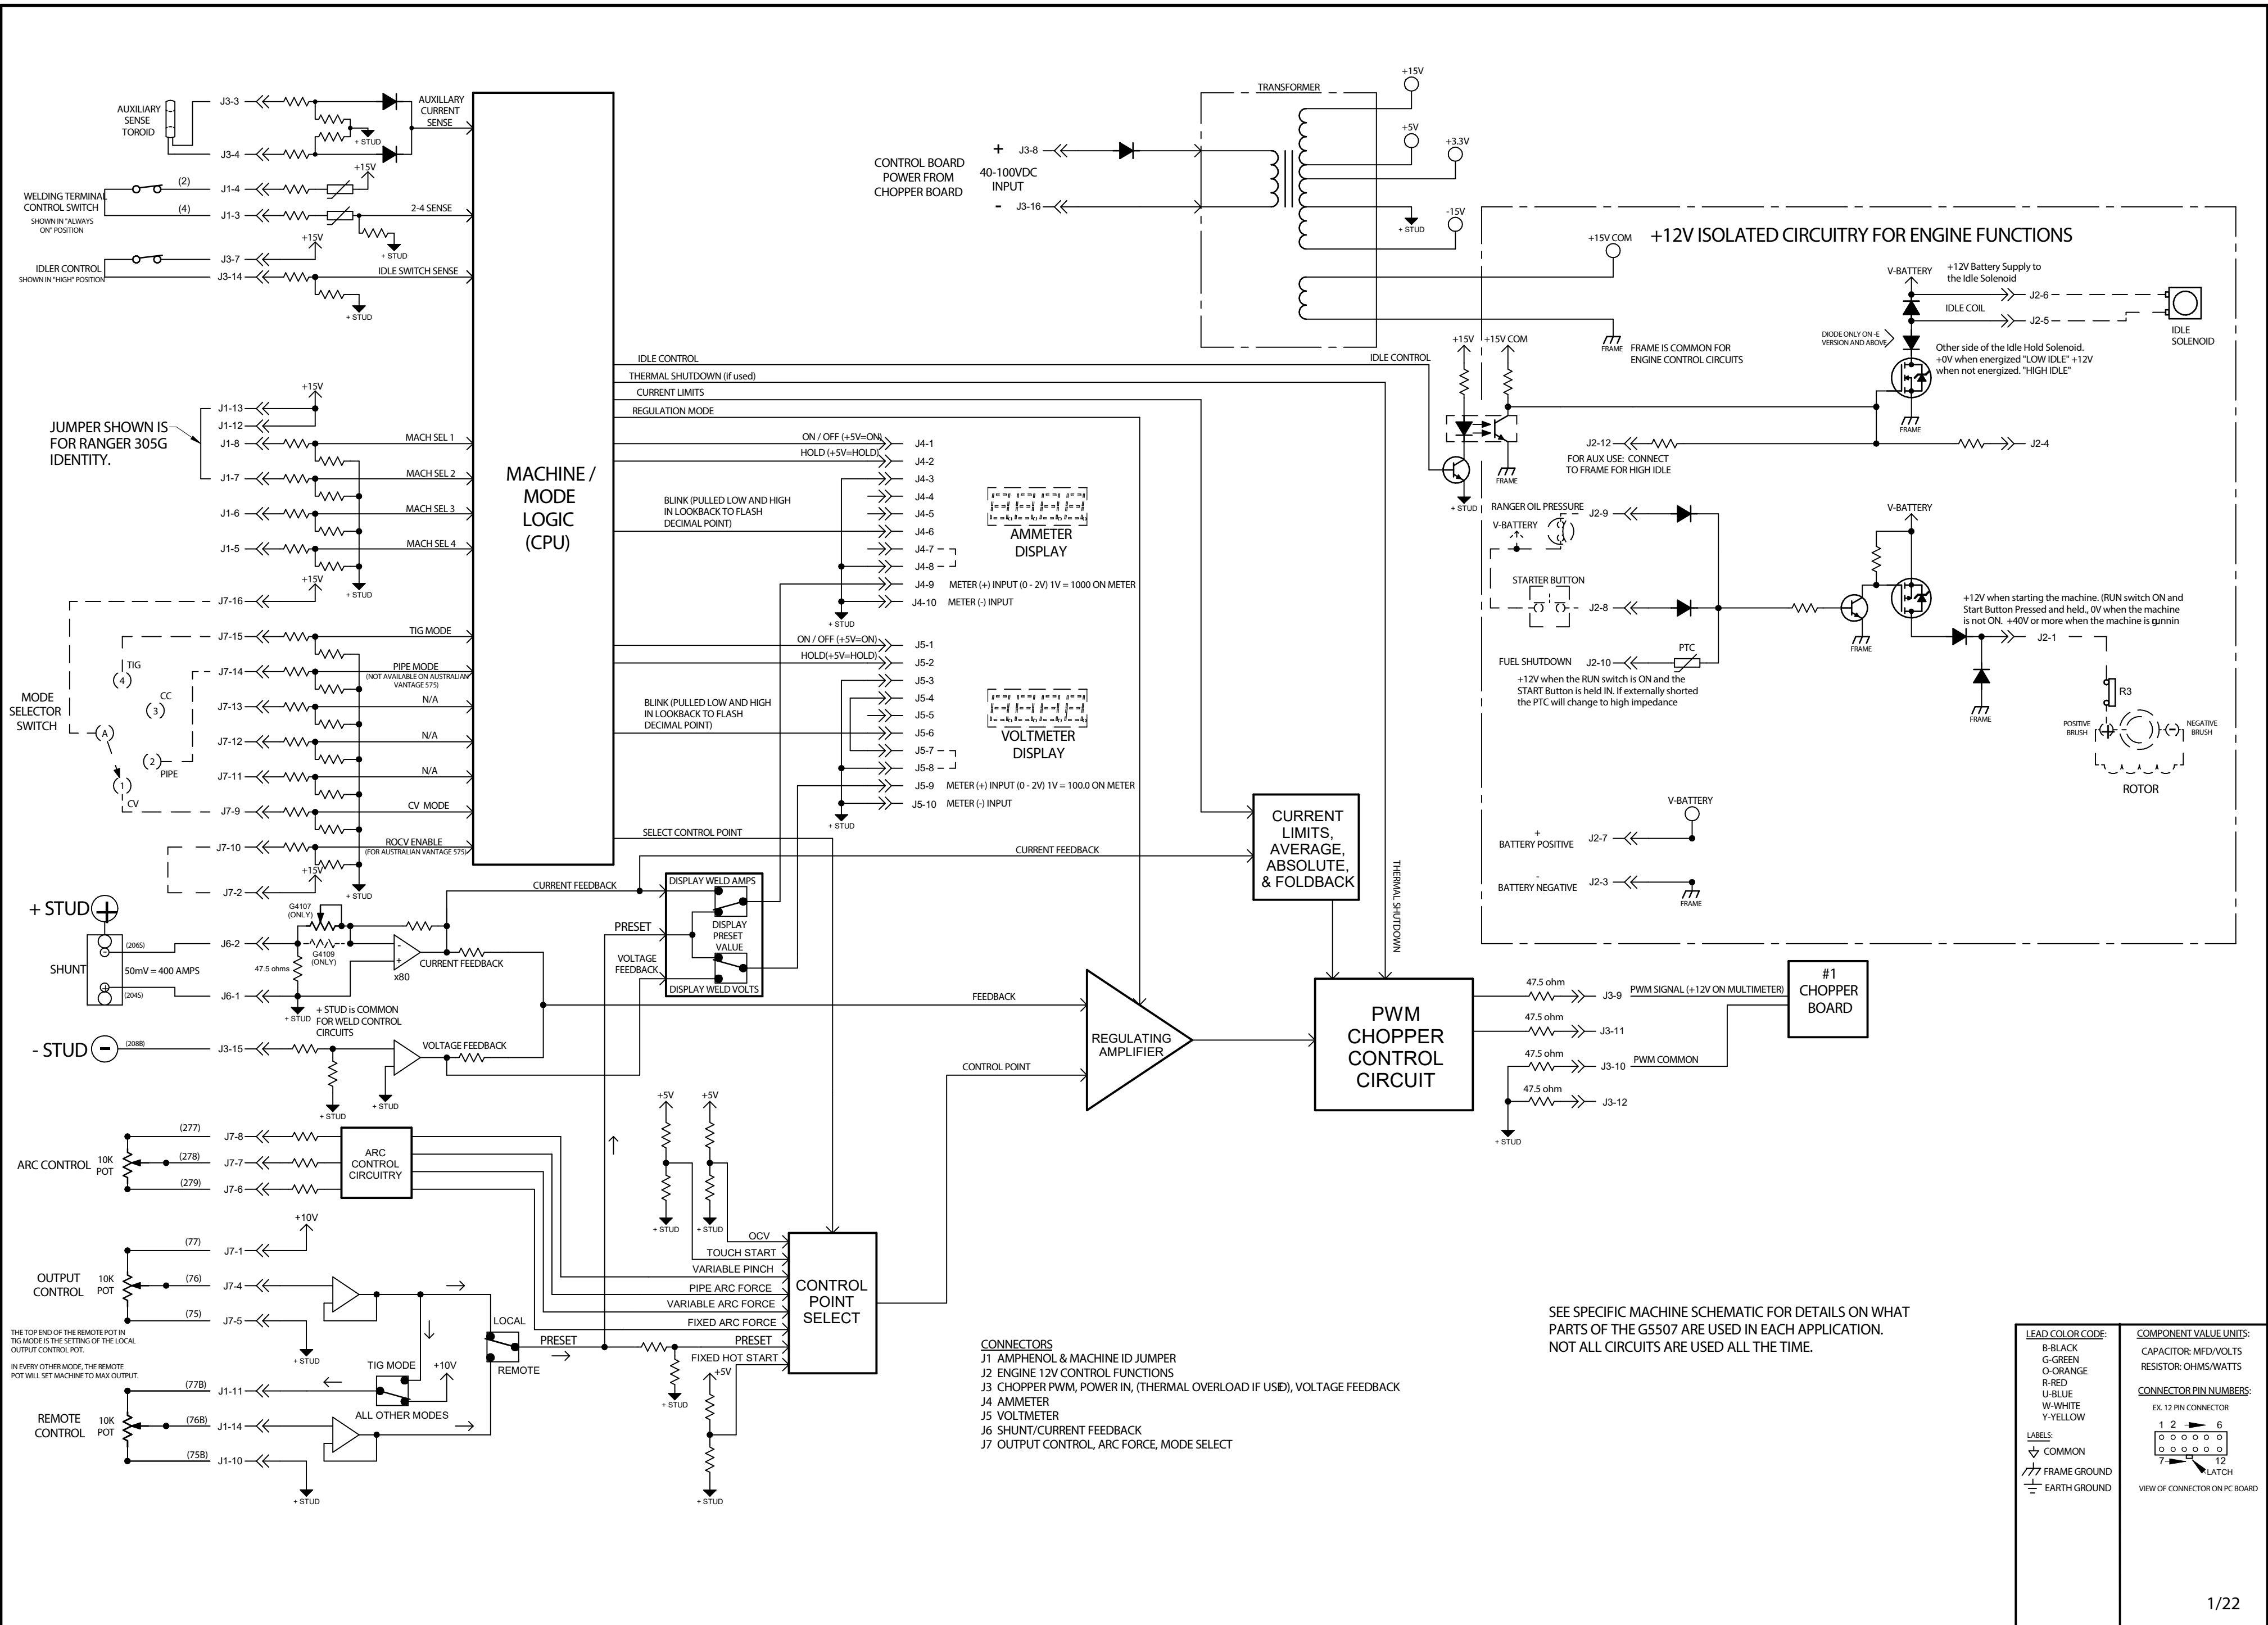 AUXILIARY
SENSE
TOROID
J3-3
J3-4
AUXILLARY
CURRENT
SENSE
+ STUD
+15V
WELDING TERMINAL
CONTROL SWITCH
SHOWN IN "ALWAYS
ON" POSITION
(2)
J1-4
(4)
J1-3
2-4 SENSE
+ STUD
+15V
IDLER CONTROL
SHOWN IN "HIGH" POSITION
J3-7
J3-14
IDLE SWITCH SENSE
+ STUD
JUMPER SHOWN IS
FOR RANGER 305G
IDENTITY.
+15V
J1-13
J1-12
J1-8
MACH SEL 1
J1-7
MACH SEL 2
J1-6
MACH SEL 3
J1-5
MACH SEL 4
+ STUD
+15V
MODE
SELECTOR
SWITCH
J7-16
J7-15
TIG MODE
J7-14
PIPE MODE
(NOT AVAILABLE ON AUSTRALIAN
VANTAGE 575)
J7-13
N/A
J7-12
N/A
J7-11
N/A
J7-9
CV MODE
J7-10
ROCV ENABLE
(FOR AUSTRALIAN VANTAGE 575)
J7-2
+15V
+ STUD
TIG
4
CC
3
A
2
PIPE
1
CV
MACHINE /
MODE
LOGIC
(CPU)
CONTROL BOARD
POWER FROM
CHOPPER BOARD
+ J3-8
40-100VDC
INPUT
- J3-16
TRANSFORMER
+15V
+5V
+3.3V
+ STUD
-15V
+15V COM
FRAME
FRAME IS COMMON FOR
ENGINE CONTROL CIRCUITS
IDLE CONTROL
IDLE CONTROL
THERMAL SHUTDOWN (if used)
CURRENT LIMITS
REGULATION MODE
ON / OFF (+5V=ON)
HOLD (+5V=HOLD)
BLINK (PULLED LOW AND HIGH
IN LOOKBACK TO FLASH
DECIMAL POINT)
J4-1
J4-2
J4-3
J4-4
J4-5
J4-6
J4-7
J4-8
J4-9 METER (+) INPUT (0 - 2V) 1V = 1000 ON METER
J4-10 METER (-) INPUT
+ STUD
AMMETER
DISPLAY
ON / OFF (+5V=ON)
HOLD(+5V=HOLD)
BLINK (PULLED LOW AND HIGH
IN LOOKBACK TO FLASH
DECIMAL POINT)
J5-1
J5-2
J5-3
J5-4
J5-5
J5-6
J5-7
J5-8
J5-9 METER (+) INPUT (0 - 2V) 1V = 100.0 ON METER
J5-10 METER (-) INPUT
+ STUD
VOLTMETER
DISPLAY
SELECT CONTROL POINT
CURRENT FEEDBACK
+12V ISOLATED CIRCUITRY FOR ENGINE FUNCTIONS
V-BATTERY
+12V Battery Supply to
the Idle Solenoid
J2-6
IDLE COIL
J2-5
IDLE
SOLENOID
DIODE ONLY ON -E
VERSION AND ABOVE
Other side of the Idle Hold Solenoid.
+0V when energized "LOW IDLE" +12V
when not energized. "HIGH IDLE"
FRAME
+15V
+15V COM
FRAME
+ STUD
J2-12
J2-4
FOR AUX USE: CONNECT
TO FRAME FOR HIGH IDLE
RANGER OIL PRESSURE
J2-9
V-BATTERY
STARTER BUTTON
J2-8
V-BATTERY
FRAME
FUEL SHUTDOWN J2-10
PTC
+12V when the RUN switch is ON and the
START Button is held IN. If externally shorted
the PTC will change to high impedance
+12V when starting the machine. (RUN switch ON and
Start Button Pressed and held., 0V when the machine
is not ON. +40V or more when the machine is gunnin
J2-1
FRAME
R3
POSITIVE
BRUSH
NEGATIVE
BRUSH
ROTOR
V-BATTERY
+
BATTERY POSITIVE
J2-7
-
BATTERY NEGATIVE
J2-3
FRAME
+ STUD
SHUNT
(206S)
50mV = 400 AMPS
(204S)
J6-2
J6-1
G4107
(ONLY)
G4109
(ONLY)
47.5 ohms
-
+
x80
CURRENT FEEDBACK
CURRENT FEEDBACK
+ STUD
+ STUD is COMMON
FOR WELD CONTROL
CIRCUITS
- STUD
(208B)
J3-15
VOLTAGE FEEDBACK
+ STUD
+ STUD
DISPLAY WELD AMPS
DISPLAY
PRESET
VALUE
DISPLAY WELD VOLTS
PRESET
VOLTAGE
FEEDBACK
CURRENT
LIMITS,
AVERAGE,
ABSOLUTE,
& FOLDBACK
THERMAL SHUTDOWN
FEEDBACK
CONTROL POINT
REGULATING
AMPLIFIER
PWM
CHOPPER
CONTROL
CIRCUIT
47.5 ohm
J3-9 PWM SIGNAL (+12V ON MULTIMETER)
47.5 ohm
J3-11
47.5 ohm
J3-10 PWM COMMON
47.5 ohm
J3-12
+ STUD
#1
CHOPPER
BOARD
ARC CONTROL
10K
POT
(277)
J7-8
(278)
J7-7
(279)
J7-6
ARC
CONTROL
CIRCUITRY
+5V
+5V
+ STUD
+ STUD
OCV
TOUCH START
VARIABLE PINCH
PIPE ARC FORCE
VARIABLE ARC FORCE
FIXED ARC FORCE
PRESET
FIXED HOT START
CONTROL
POINT
SELECT
OUTPUT
CONTROL
10K
POT
(77)
J7-1
+10V
(76)
J7-4
(75)
J7-5
+ STUD
THE TOP END OF THE REMOTE POT IN
TIG MODE IS THE SETTING OF THE LOCAL
OUTPUT CONTROL POT.
IN EVERY OTHER MODE, THE REMOTE
POT WILL SET MACHINE TO MAX OUTPUT.
LOCAL
REMOTE
PRESET
TIG MODE
+10V
ALL OTHER MODES
REMOTE
CONTROL
10K
POT
(77B)
J1-11
(76B)
J1-14
(75B)
J1-10
+ STUD
+ STUD
+5V
+ STUD
CONNECTORS
J1 AMPHENOL & MACHINE ID JUMPER
J2 ENGINE 12V CONTROL FUNCTIONS
J3 CHOPPER PWM, POWER IN, (THERMAL OVERLOAD IF USED), VOLTAGE FEEDBACK
J4 AMMETER
J5 VOLTMETER
J6 SHUNT/CURRENT FEEDBACK
J7 OUTPUT CONTROL, ARC FORCE, MODE SELECT
SEE SPECIFIC MACHINE SCHEMATIC FOR DETAILS ON WHAT
PARTS OF THE G5507 ARE USED IN EACH APPLICATION.
NOT ALL CIRCUITS ARE USED ALL THE TIME.
LEAD COLOR CODE:
B-BLACK
G-GREEN
O-ORANGE
R-RED
U-BLUE
W-WHITE
Y-YELLOW
LABELS:
COMMON
FRAME GROUND
EARTH GROUND
COMPONENT VALUE UNITS:
CAPACITOR: MFD/VOLTS
RESISTOR: OHMS/WATTS
CONNECTOR PIN NUMBERS:
EX. 12 PIN CONNECTOR
1 2 6
7 12
LATCH
VIEW OF CONNECTOR ON PC BOARD
1/22